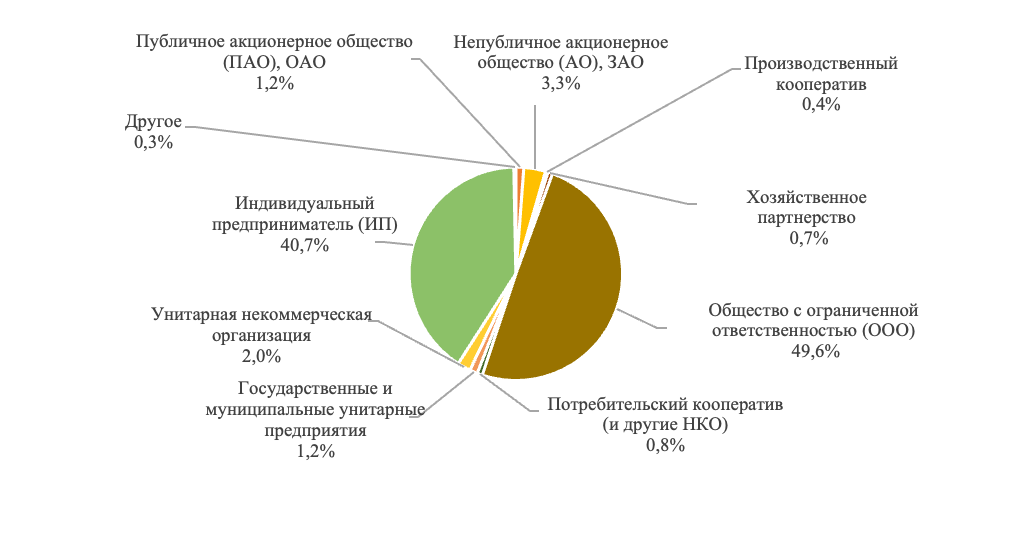 Публичное акционерное общество
(ПАО), ОАО
1,2%
Непубличное акционерное
общество (АО), ЗАО
3,3%
Производственный
кооператив
0,4%
Другое
0,3%
Хозяйственное
партнерство
0,7%
Индивидуальный
предприниматель (ИП)
40,7%
Общество с ограниченной
ответственностью (ООО)
49,6%
Унитарная некоммерческая
организация
2,0%
Государственные и
муниципальные унитарные
предприятия
1,2%
Потребительский кооператив
(и другие НКО)
0,8%